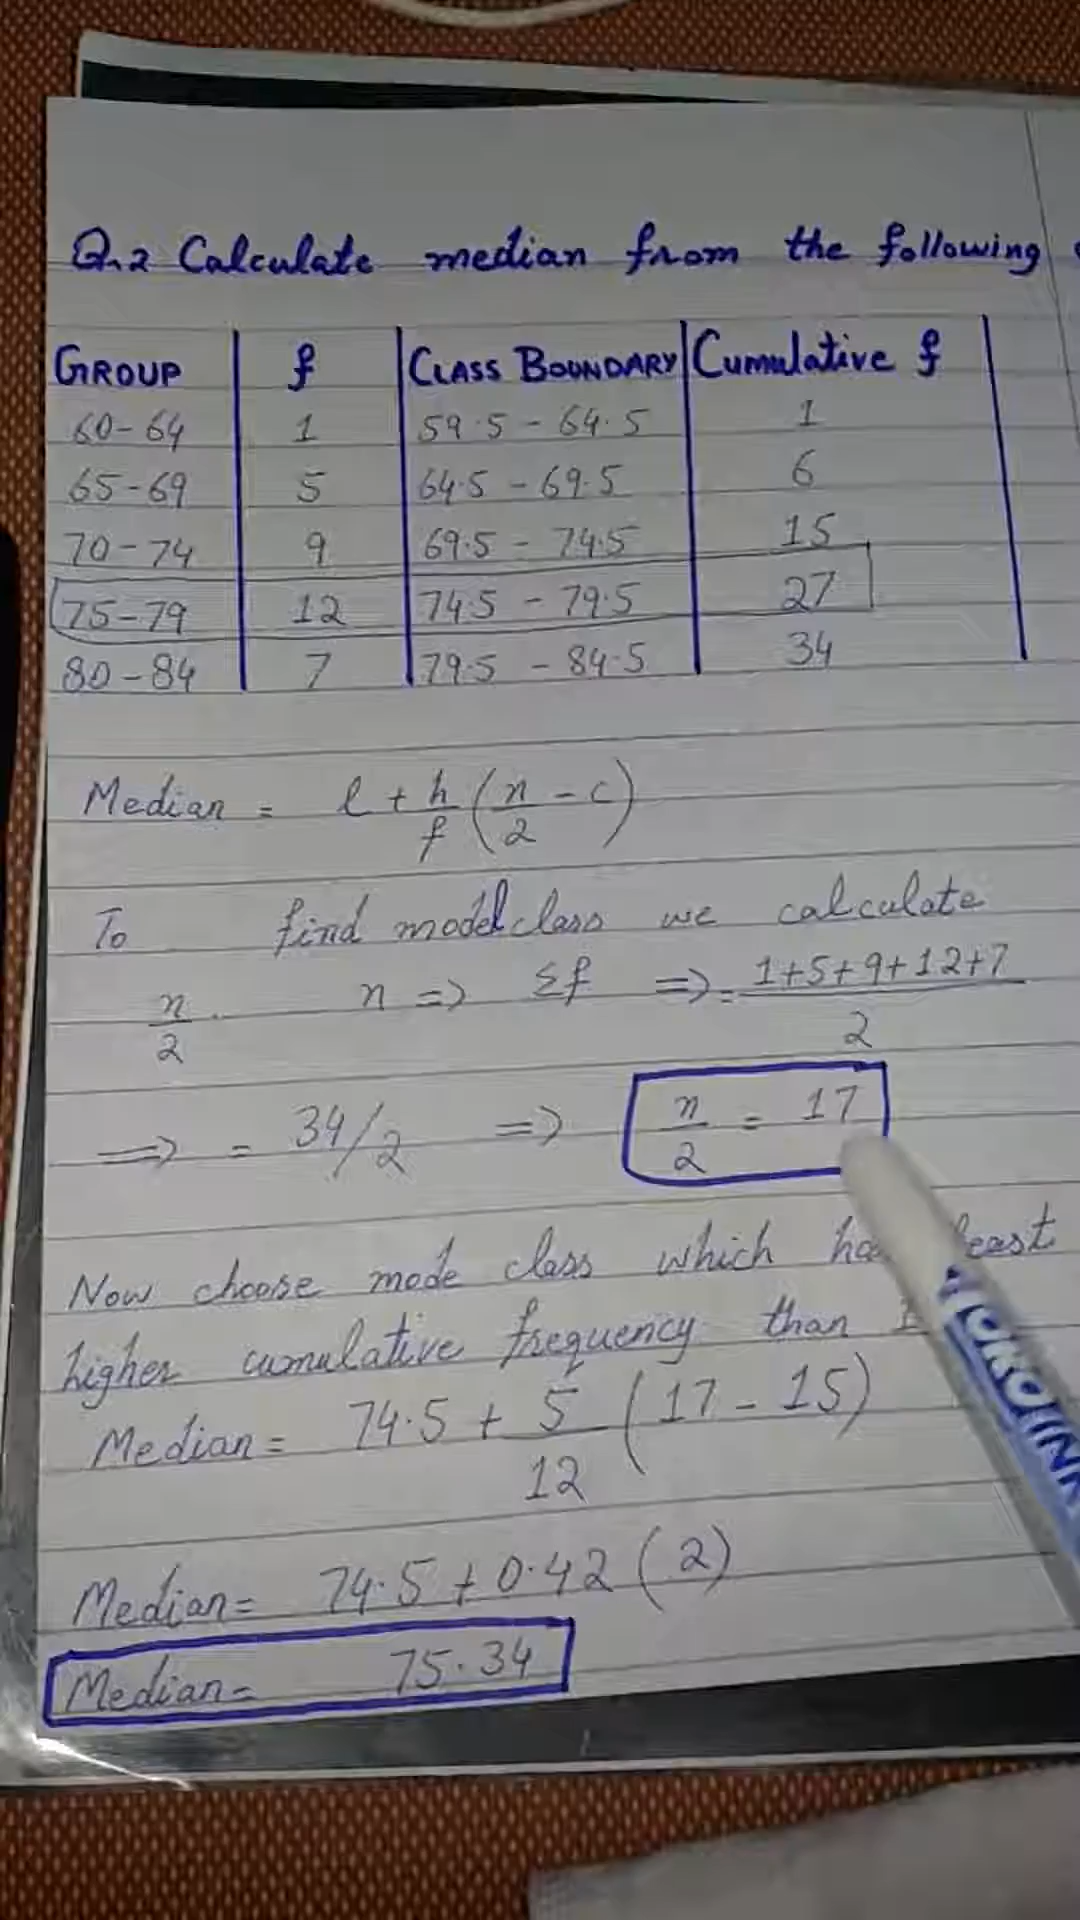 Q.2 Calculate median from the following
GROUP f CLASS BOUNDARY Cumulative f
60-64 1 59.5-64.5 1
65-69 5 64.5-69.5 6
70-74 9 69.5-74.5 15
75-79 12 74.5-79.5 27
80-84 7 79.5-84.5 34
Median = l + h/f (n/2 - c)
To find model class we calculate
n/2 n => Σf => = 1+5+9+12+7 / 2
=> = 34/2 => n/2 = 17
Now choose mode class which least
higher cumulative frequency than
Median = 74.5 + 5/12 (17-15)
Median = 74.5 + 0.42 (2)
Median = 75.34